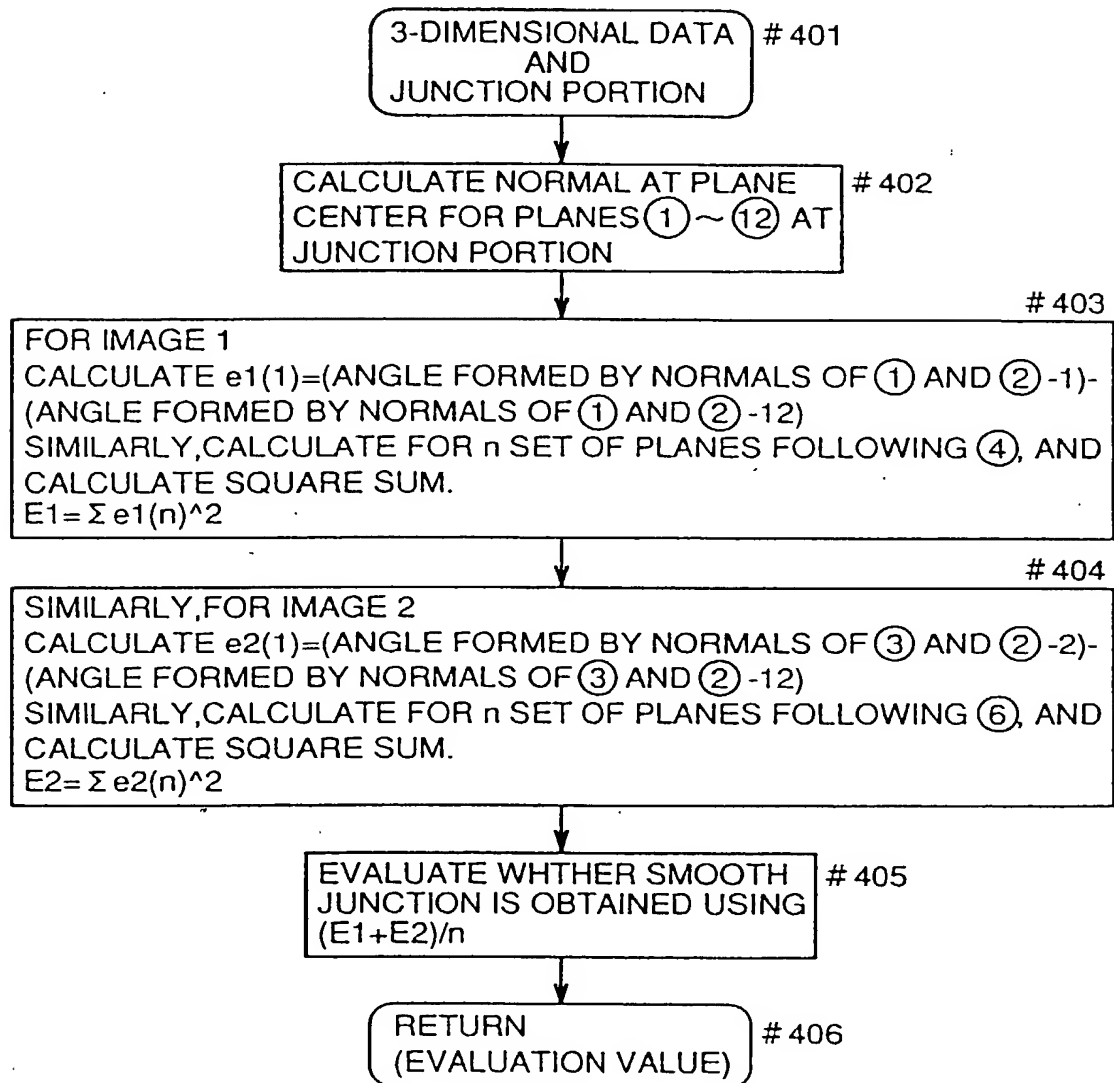 3-DIMENSIONAL DATA # 401
AND
JUNCTION PORTION
CALCULATE NORMAL AT PLANE # 402
CENTER FOR PLANES ① ~ ⑫ AT
JUNCTION PORTION
# 403
FOR IMAGE 1
CALCULATE e1(1)=(ANGLE FORMED BY NORMALS OF ① AND ② -1)-
(ANGLE FORMED BY NORMALS OF ① AND ② -12)
SIMILARLY,CALCULATE FOR n SET OF PLANES FOLLOWING ④, AND
CALCULATE SQUARE SUM.
E1= Σ e1(n)^2
# 404
SIMILARLY,FOR IMAGE 2
CALCULATE e2(1)=(ANGLE FORMED BY NORMALS OF ③ AND ② -2)-
(ANGLE FORMED BY NORMALS OF ③ AND ② -12)
SIMILARLY,CALCULATE FOR n SET OF PLANES FOLLOWING ⑥, AND
CALCULATE SQUARE SUM.
E2= Σ e2(n)^2
EVALUATE WHTHER SMOOTH # 405
JUNCTION IS OBTAINED USING
(E1+E2)/n
RETURN # 406
(EVALUATION VALUE)